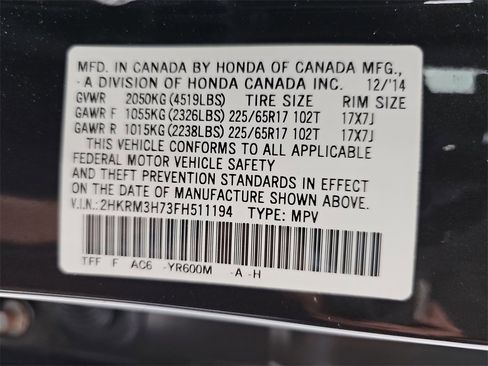 MFD. IN CANADA BY HONDA OF CANADA MFG.,
A DIVISION OF HONDA CANADA INC. 12/'14
GVWR 2050KG(4519LBS) TIRE SIZE RIM SIZE
GAWR F 1055KG(2326LBS) 225/65R17 102T 17X7J
GAWR R 1015KG(2238LBS) 225/65R17 102T 17X7J
THIS VEHICLE CONFORMS TO ALL APPLICABLE
FEDERAL MOTOR VEHICLE SAFETY
AND THEFT PREVENTION STANDARDS IN EFFECT
ON THE DATE OF MANUFACTURE SHOWN ABOVE.
V.I.N.:2HKRM3H73FH511194 TYPE: MPV
TFF F AC6 -YR600M -A -H